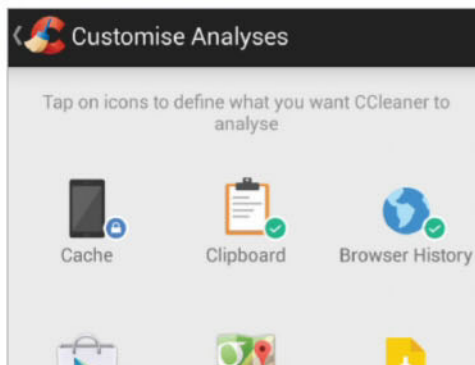 Customise Analyses
Tap on icons to define what you want CCleaner to
analyse
Cache
Clipboard
Browser History